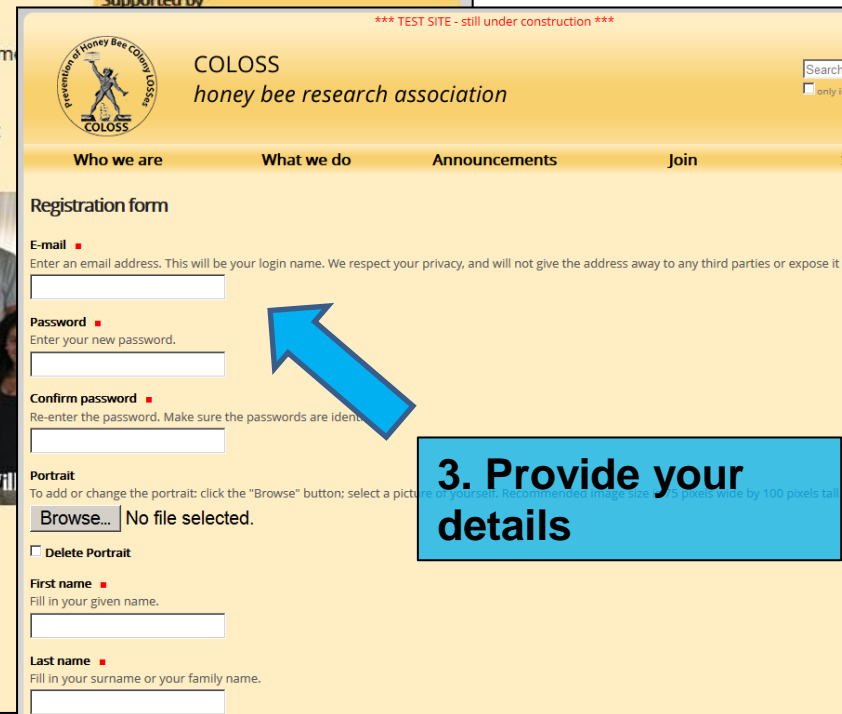 Supported by
*** TEST SITE - still under construction ***
Prevention of Honey Bee Colony LOSSes
COLOSS
COLOSS
honey bee research association
Search
only i
Who we are
What we do
Announcements
Join
Registration form
E-mail
Enter an email address. This will be your login name. We respect your privacy, and will not give the address away to any third parties or expose it
Password
Enter your new password.
Confirm password
Re-enter the password. Make sure the passwords are ident
Portrait
To add or change the portrait: click the "Browse" button; select a picture of yourself. Recommended image size is 75 pixels wide by 100 pixels tall.
Browse... No file selected.
3. Provide your
details
Delete Portrait
First name
Fill in your given name.
Last name
Fill in your surname or your family name.